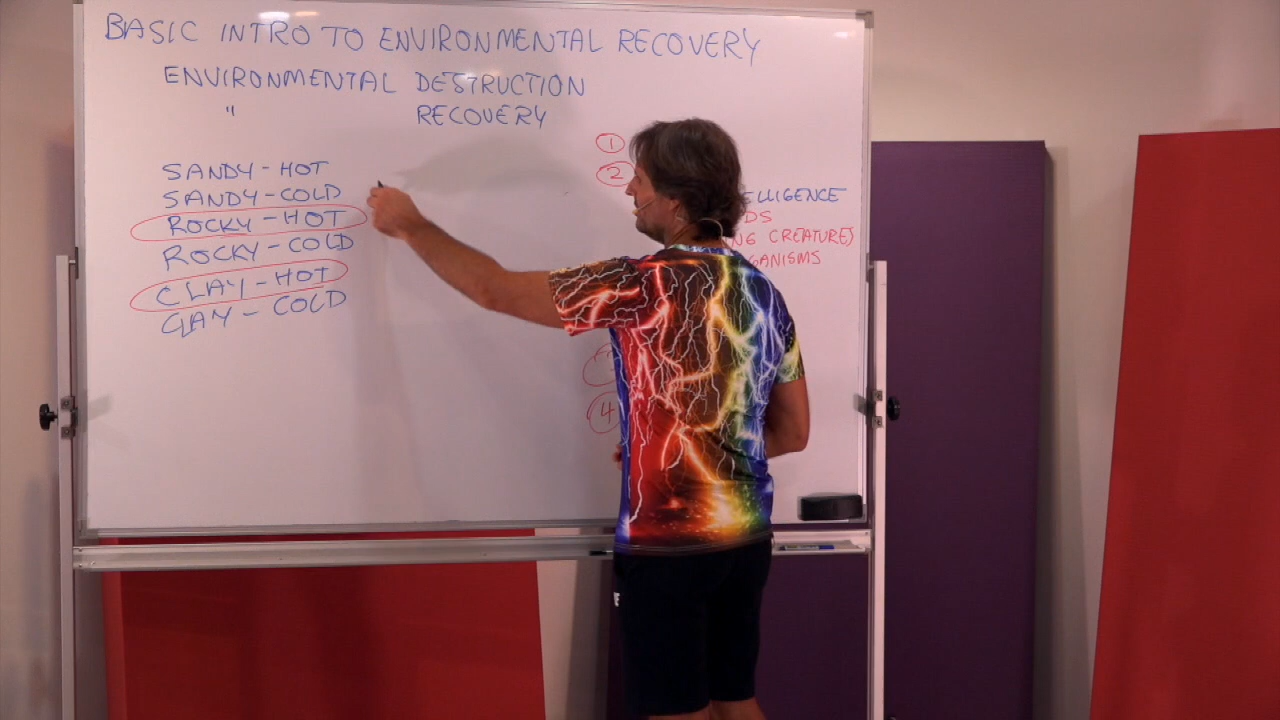 BASIC INTRO TO ENVIRONMENTAL RECOVERY
ENVIRONMENTAL DESTRUCTION
" RECOVERY
SANDY - HOT
SANDY - COLD
ROCKY - HOT
ROCKY - COLD
CLAY - HOT
CLAY - COLD
1
2
ELLIGENCE
DS
NG CREATURES
GANISMS
4